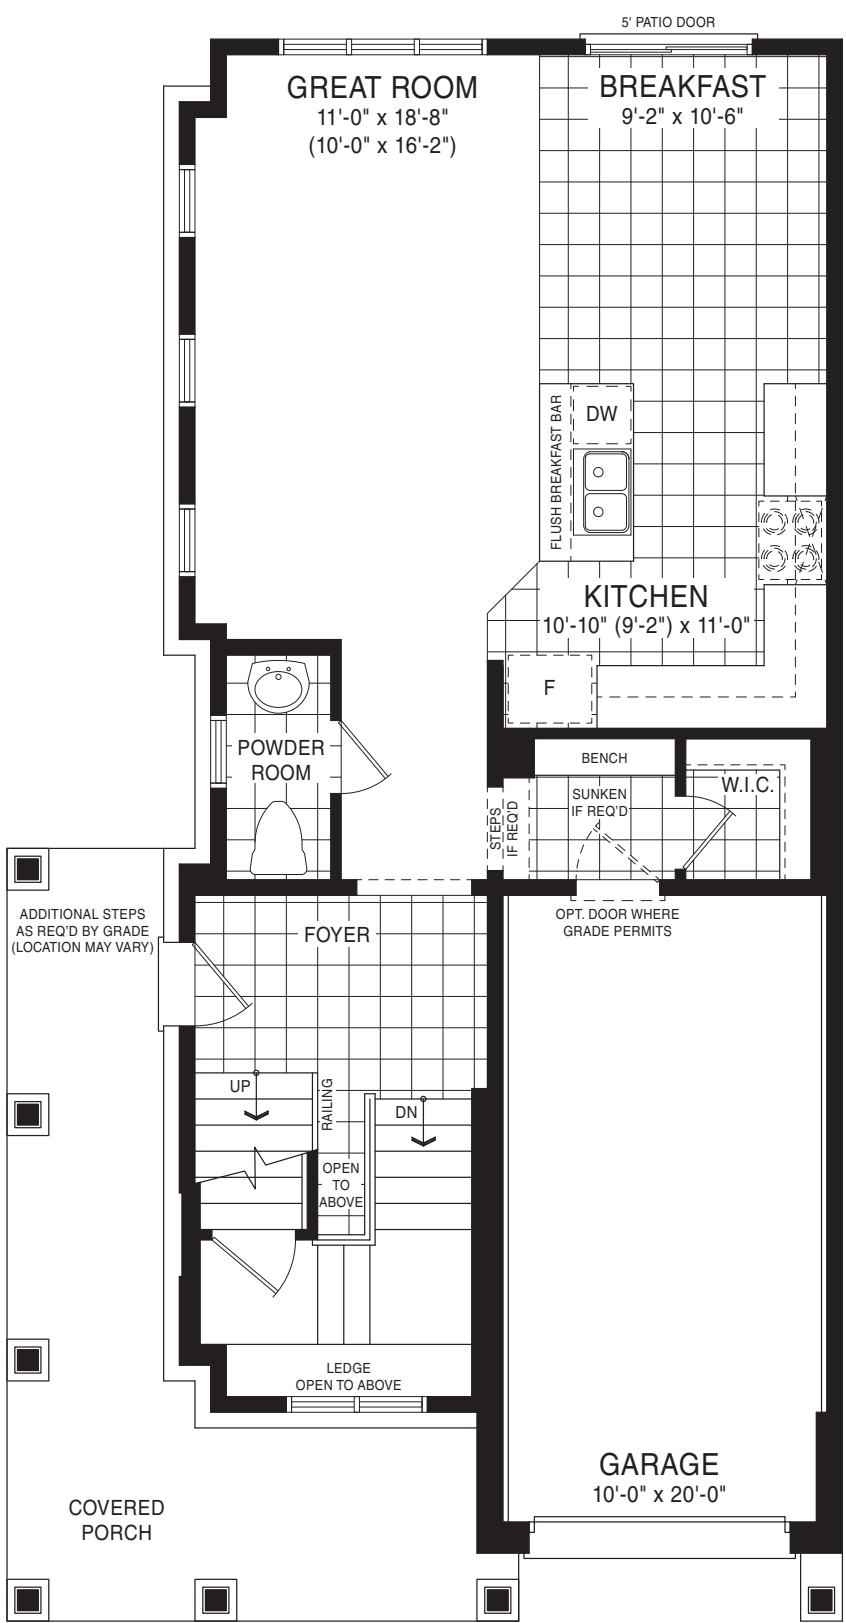 5' PATIO DOOR
GREAT ROOM
11'-0" x 18'-8"
(10'-0" x 16'-2")
BREAKFAST
9'-2" x 10'-6"
FLUSH BREAKFAST BAR
DW
KITCHEN
10'-10" (9'-2") x 11'-0"
F
POWDER
ROOM
BENCH
W.I.C.
SUNKEN
IF REQ'D
STEPS
IF REQ'D
OPT. DOOR WHERE
GRADE PERMITS
ADDITIONAL STEPS
AS REQ'D BY GRADE
(LOCATION MAY VARY)
FOYER
UP
RAILING
DN
OPEN
TO
ABOVE
LEDGE
OPEN TO ABOVE
GARAGE
10'-0" x 20'-0"
COVERED
PORCH